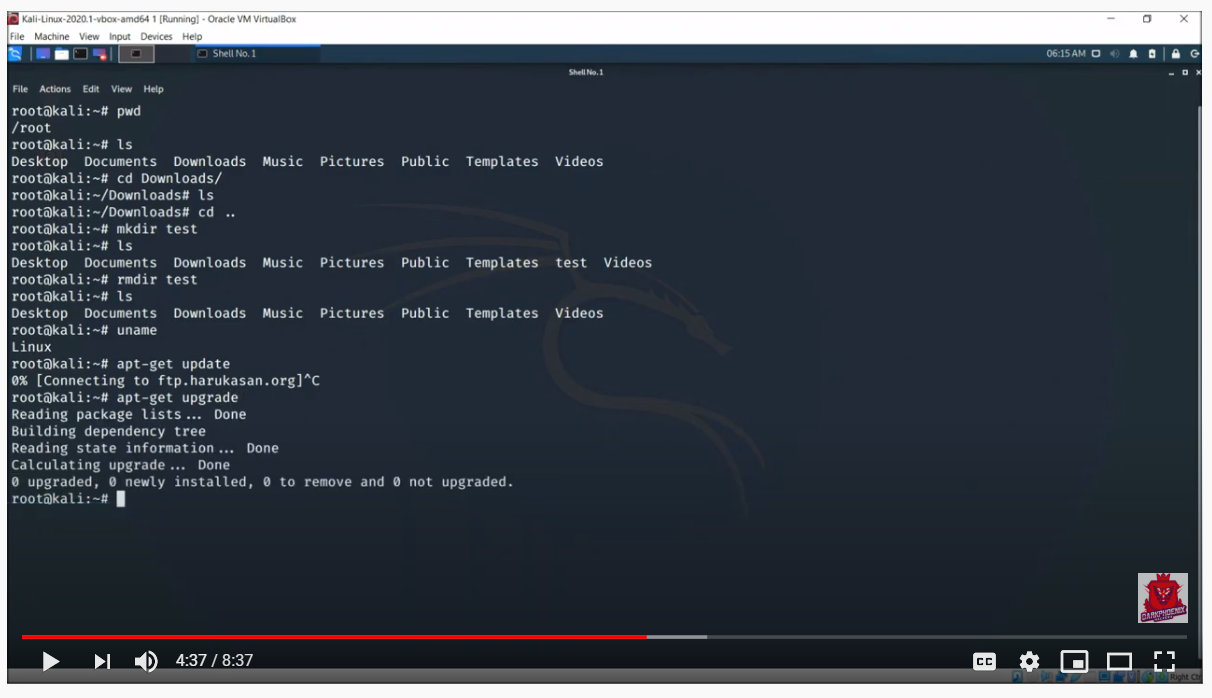 Kali-Linux-2020.1-vbox-amd64 1 [Running] - Oracle VM VirtualBox
File Machine View Input Devices Help
Shell No. 1
06:15 AM
Shell No. 1
File Actions Edit View Help
root@kali:~# pwd
/root
root@kali:~# ls
Desktop Documents Downloads Music Pictures Public Templates Videos
root@kali:~# cd Downloads/
root@kali:~/Downloads# ls
root@kali:~/Downloads# cd ..
root@kali:~# mkdir test
root@kali:~# ls
Desktop Documents Downloads Music Pictures Public Templates test Videos
root@kali:~# rmdir test
root@kali:~# ls
Desktop Documents Downloads Music Pictures Public Templates Videos
root@kali:~# uname
Linux
root@kali:~# apt-get update
0% [Connecting to ftp.harukasan.org]^C
root@kali:~# apt-get upgrade
Reading package lists... Done
Building dependency tree
Reading state information... Done
Calculating upgrade... Done
0 upgraded, 0 newly installed, 0 to remove and 0 not upgraded.
root@kali:~#
DARKPHOENIX
4:37 / 8:37
CC
Right Ctrl